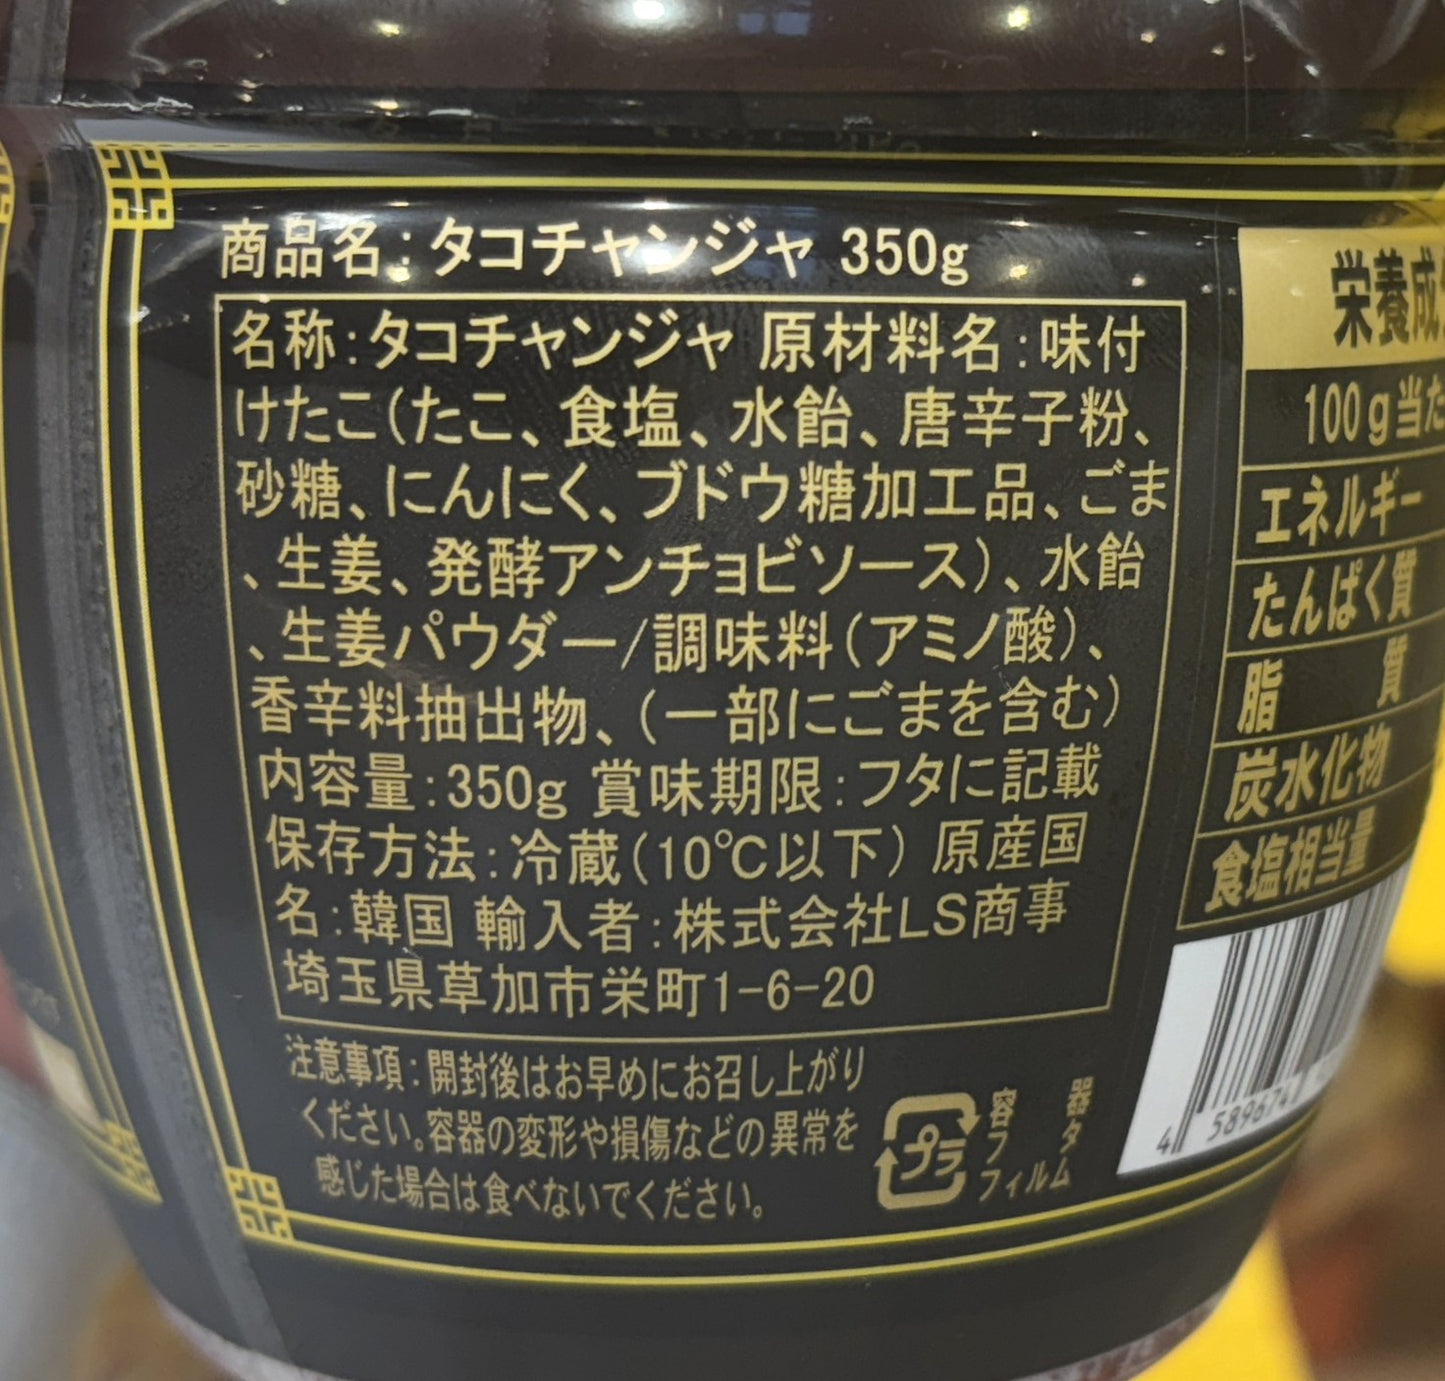 商品名:タコチャンジャ 350g
名称:タコチャンジャ 原材料名:味付
けたこ(たこ、食塩、水飴、唐辛子粉、
砂糖、にんにく、ブドウ糖加工品、ごま
、生姜、発酵アンチョビソース)、水飴
、生姜パウダー/調味料(アミノ酸)、
香辛料抽出物、(一部にごまを含む)
内容量:350g 賞味期限:フタに記載
保存方法:冷蔵(10℃以下) 原産国
名:韓国 輸入者:株式会社LS商事
埼玉県草加市栄町1-6-20
注意事項:開封後はお早めにお召し上がり
ください。容器の変形や損傷などの異常を
感じた場合は食べないでください。
プラ
容器
フタ
フィルム
栄養成
100g当た
エネルギー
たんぱく質
脂質
炭水化物
食塩相当量
4 589674